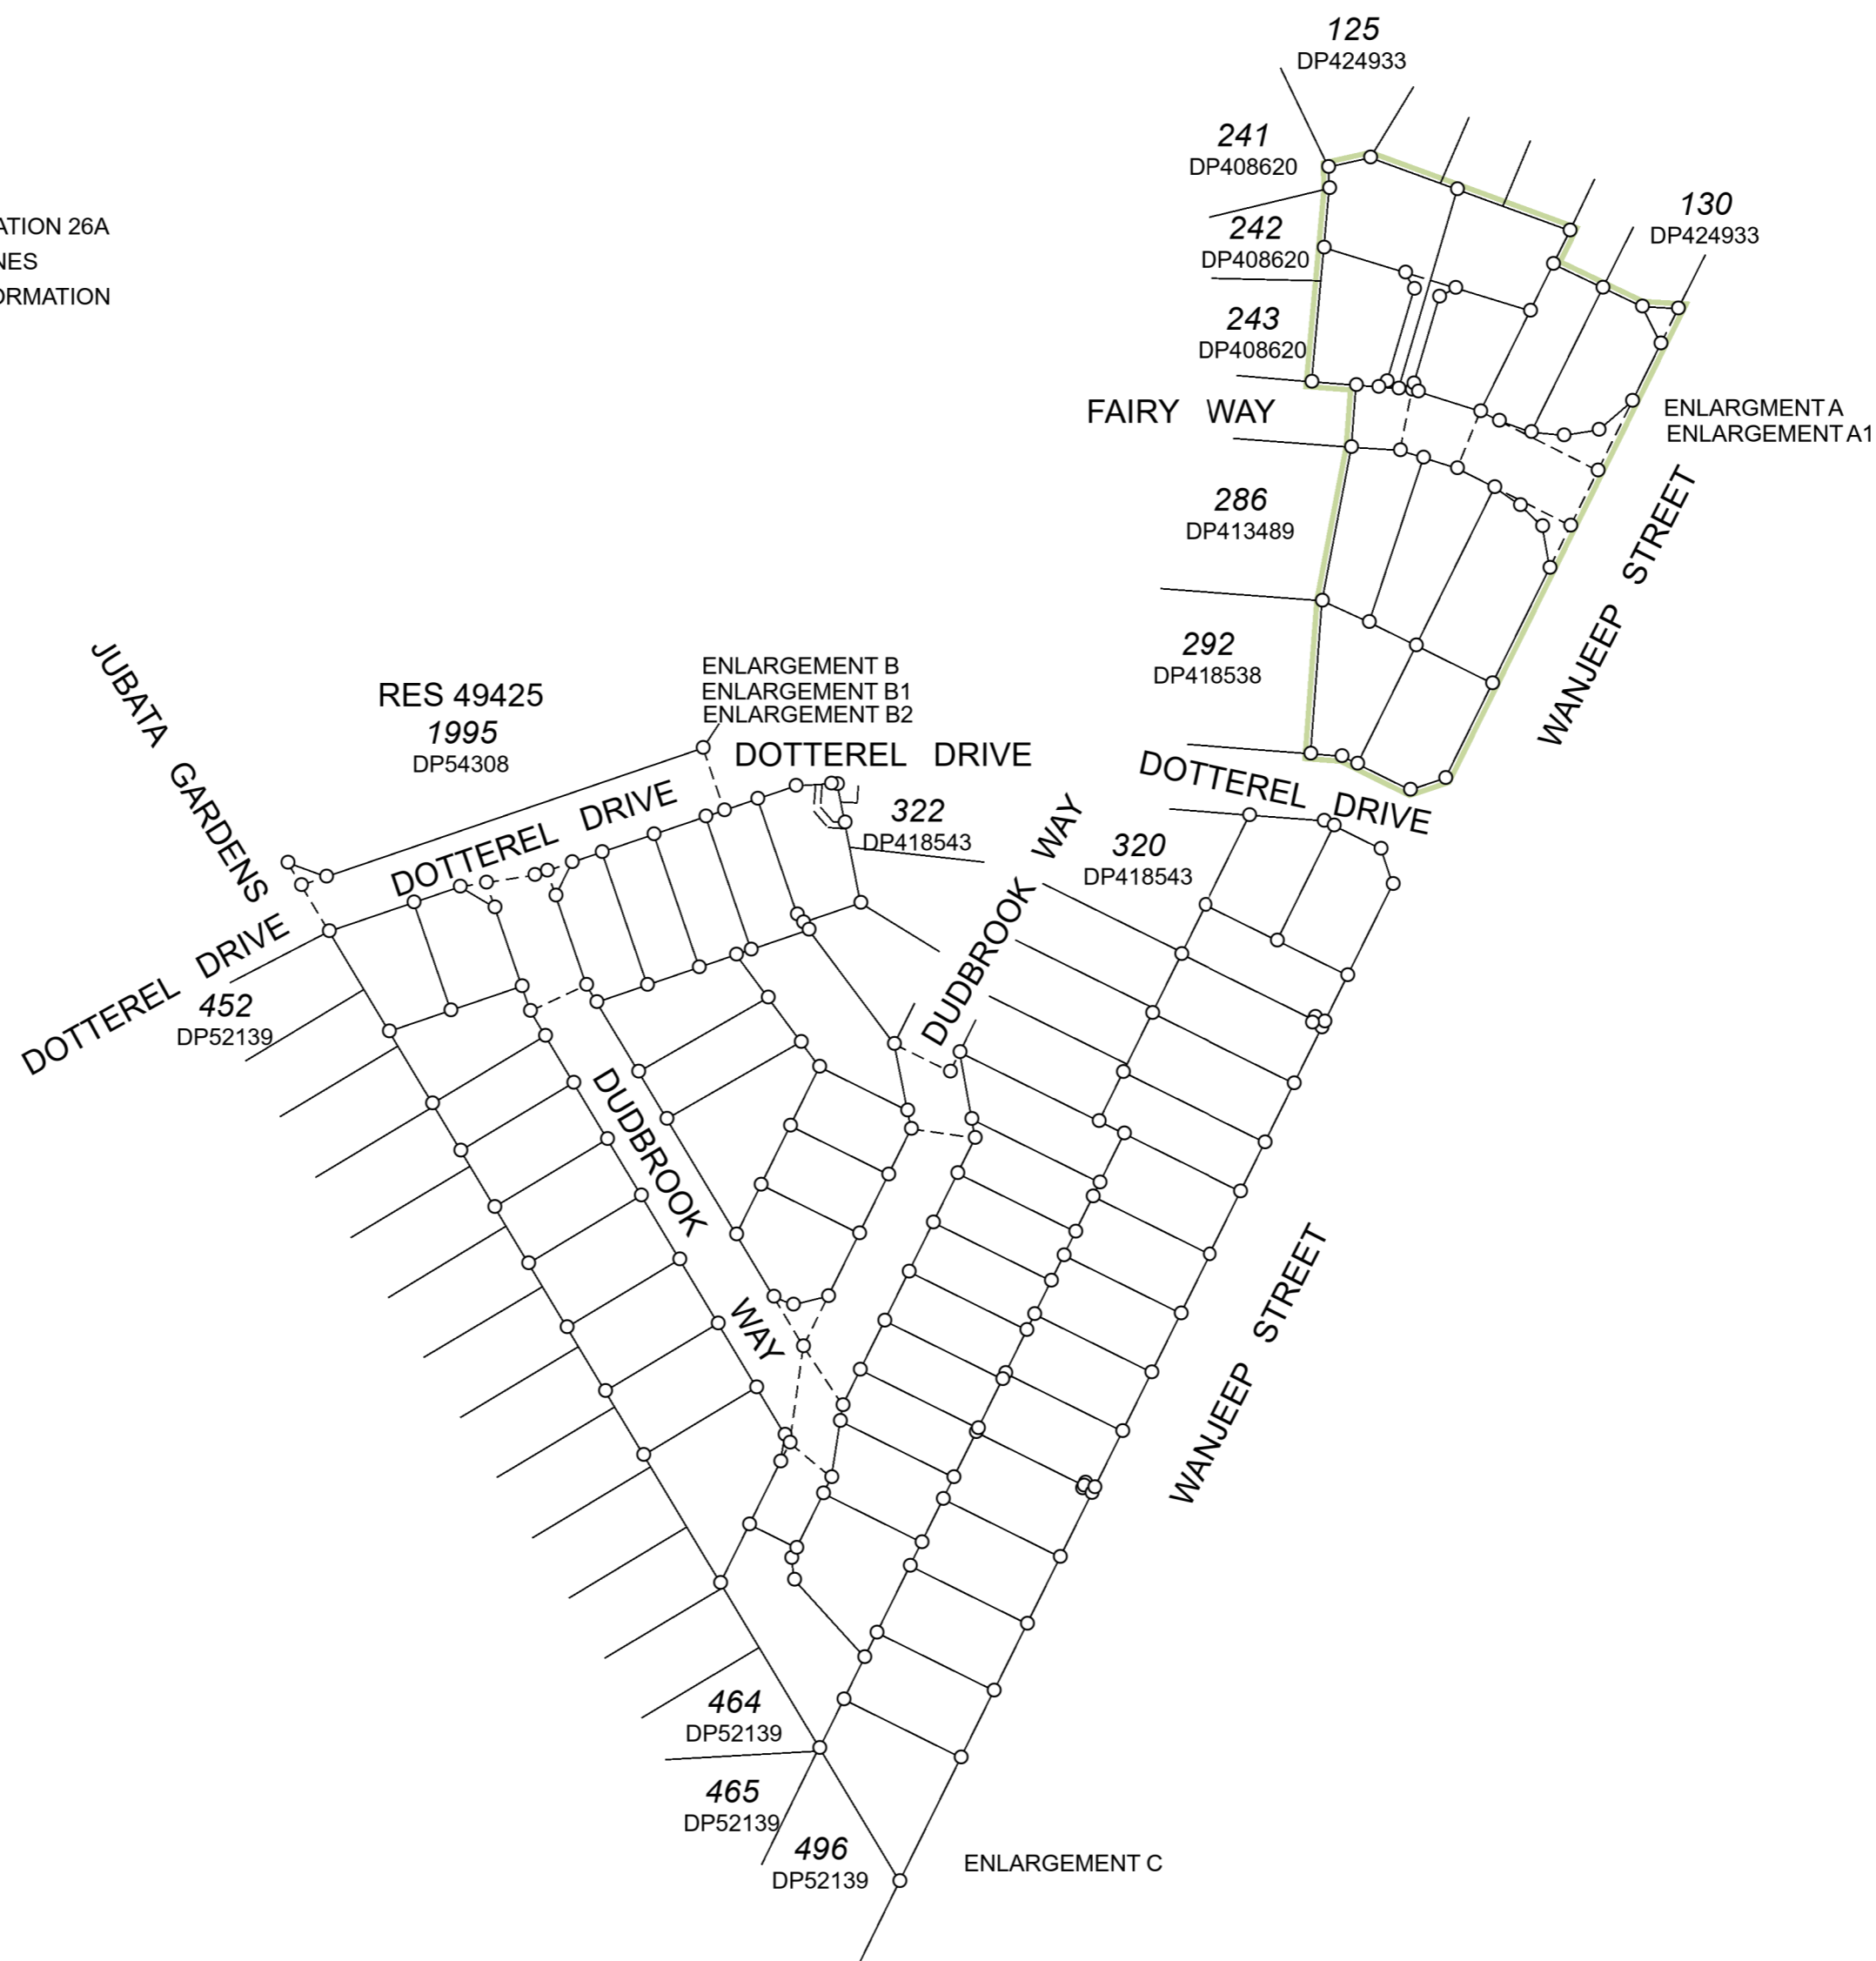 125
DP424933
241
DP408620
130
DP424933
ATION 26A
NES
ORMATION
242
DP408620
243
DP408620
FAIRY WAY
ENLARGMENT A
ENLARGEMENT A1
286
DP413489
WANJEEP STREET
292
DP418538
JUBATA GARDENS
RES 49425
1995
DP54308
ENLARGEMENT B
ENLARGEMENT B1
ENLARGEMENT B2
DOTTEREL DRIVE
DOTTEREL DRIVE
DOTTEREL DRIVE
322
DP418543
DUDBROOK WAY
320
DP418543
DOTTEREL DRIVE
452
DP52139
DUDBROOK WAY
WANJEEP STREET
464
DP52139
465
DP52139
496
DP52139
ENLARGEMENT C